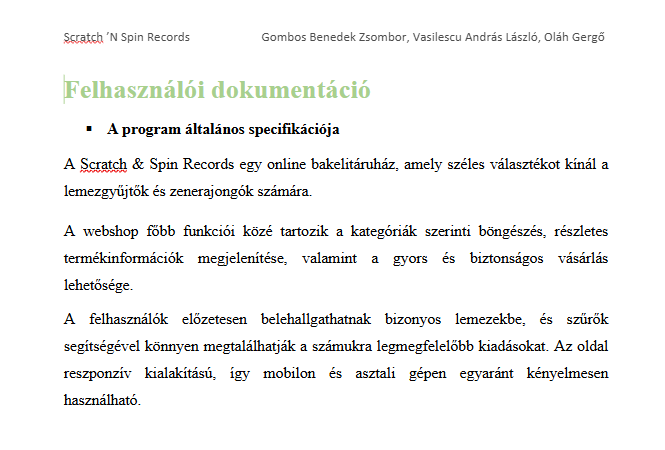 Scratch ’N Spin Records Gombos Benedek Zsombor, Vasilescu András László, Oláh Gergő
Felhasználói dokumentáció
▪ A program általános specifikációja
A Scratch & Spin Records egy online bakelitáruház, amely széles választékot kínál a
lemezgyűjtők és zenerajongók számára.
A webshop főbb funkciói közé tartozik a kategóriák szerinti böngészés, részletes
termékinformációk megjelenítése, valamint a gyors és biztonságos vásárlás
lehetősége.
A felhasználók előzetesen belehallgathatnak bizonyos lemezekbe, és szűrők
segítségével könnyen megtalálhatják a számukra legmegfelelőbb kiadásokat. Az oldal
reszponzív kialakítású, így mobilon és asztali gépen egyaránt kényelmesen
használható.